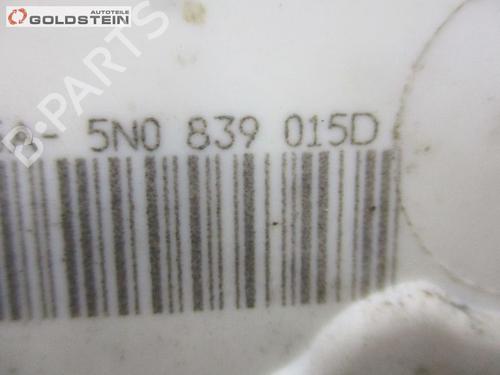 AUTOTEILE
GOLDSTEIN
5N0 839 015D
B-PARTS